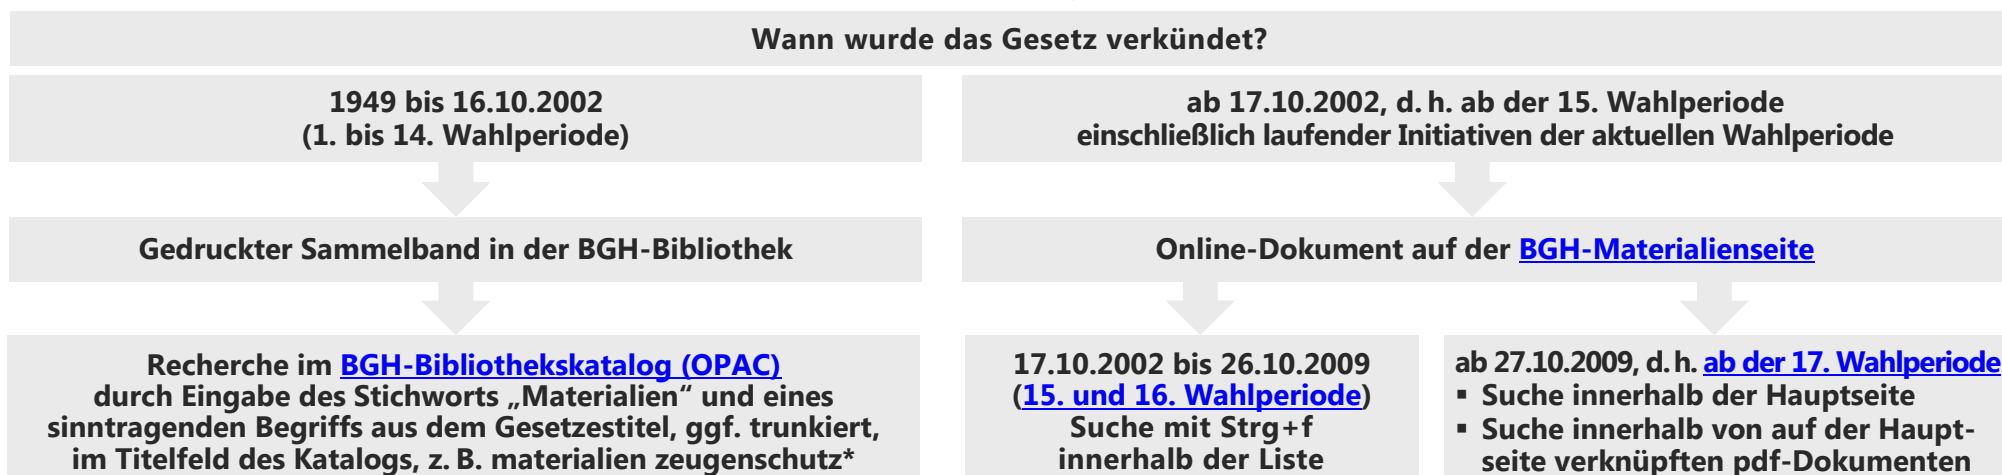 Wann wurde das Gesetz verkündet?
1949 bis 16.10.2002
(1. bis 14. Wahlperiode)
ab 17.10.2002, d. h. ab der 15. Wahlperiode
einschließlich laufender Initiativen der aktuellen Wahlperiode
Gedruckter Sammelband in der BGH-Bibliothek
Online-Dokument auf der BGH-Materialienseite
Recherche im BGH-Bibliothekskatalog (OPAC)
durch Eingabe des Stichworts „Materialien“ und eines
sinntragenden Begriffs aus dem Gesetzestitel, ggf. trunkiert,
im Titelfeld des Katalogs, z. B. materialien zeugenschutz*
17.10.2002 bis 26.10.2009
(15. und 16. Wahlperiode)
Suche mit Strg+f
innerhalb der Liste
ab 27.10.2009, d. h. ab der 17. Wahlperiode
▪ Suche innerhalb der Hauptseite
▪ Suche innerhalb von auf der Haupt-
seite verknüpften pdf-Dokumenten